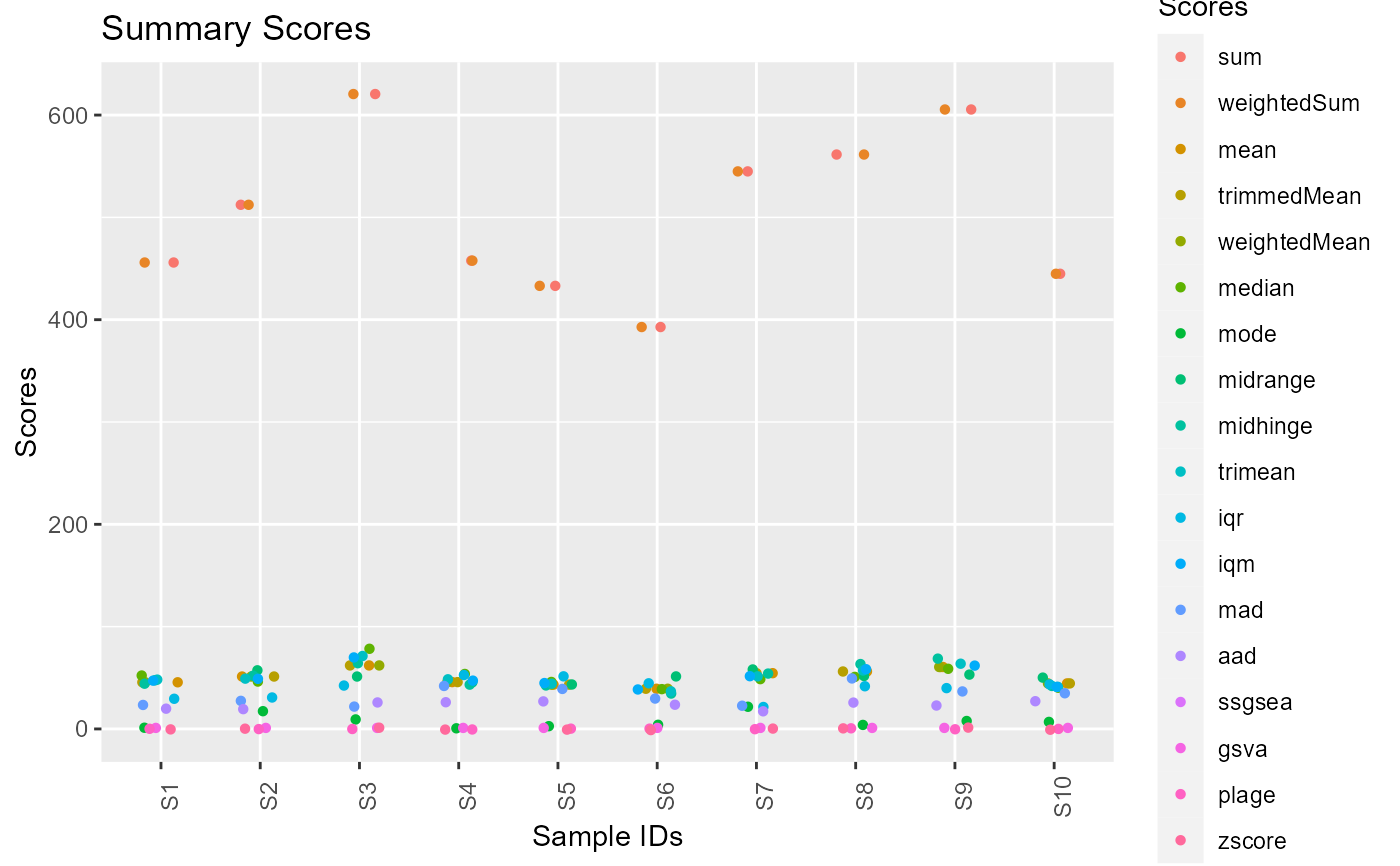 Summary Scores
600
400
200
0
Scores
S1 S2 S3 S4 S5 S6 S7 S8 S9 S10
Sample IDs
Scores
sum
weightedSum
mean
trimmedMean
weightedMean
median
mode
midrange
midhinge
trimean
iqr
iqm
mad
aad
ssgsea
gsva
plage
zscore